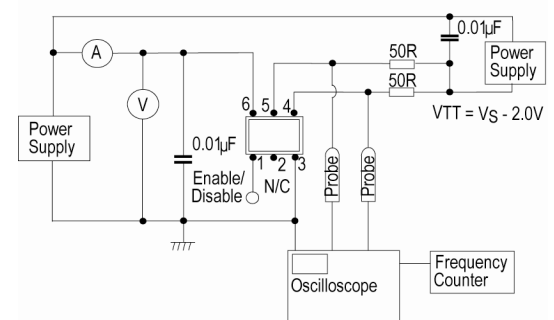 0.01µF
50R
Power
Supply
A
50R
6 5 4
V
VTT = VS - 2.0V
Power
Supply
0.01µF
1 2 3
Enable/
Disable
N/C
Probe
Probe
Oscilloscope
Frequency
Counter